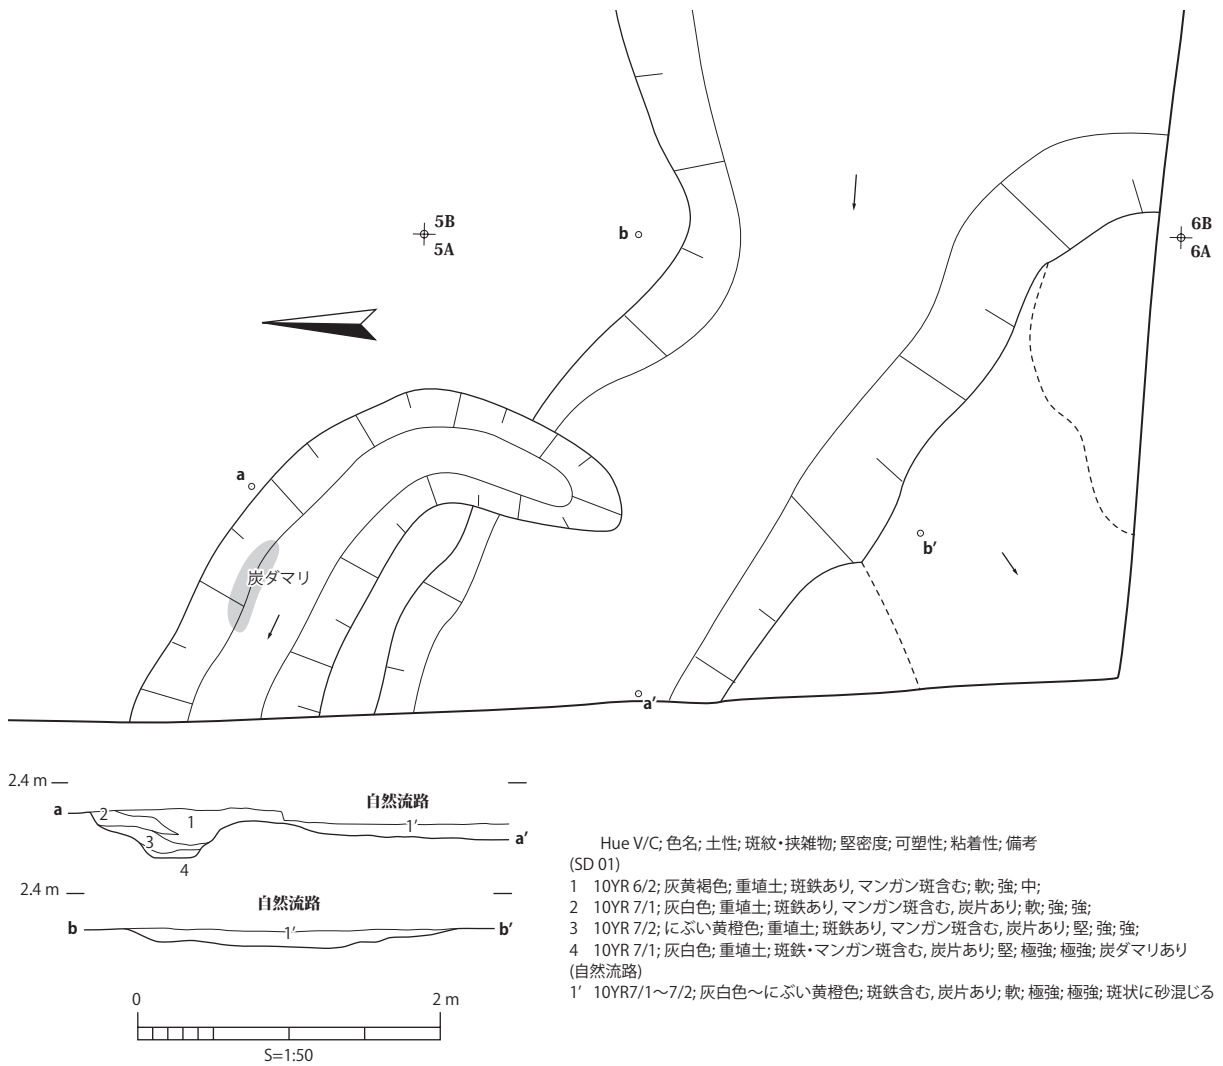 5B
5A
b
6B
6A
a
炭ダマリ
b′
a′
2.4 m
a
2
1
3
4
自然流路
1′
a′
2.4 m
b
自然流路
1′
b′
0
2 m
S=1:50
Hue V/C; 色名; 土性; 斑紋・挟雑物; 堅密度; 可塑性; 粘着性; 備考
(SD 01)
1 10YR 6/2; 灰黄褐色; 重埴土; 斑鉄あり, マンガン斑含む; 軟; 強; 中;
2 10YR 7/1; 灰白色; 重埴土; 斑鉄あり, マンガン斑含む, 炭片あり; 軟; 強; 強;
3 10YR 7/2; にぶい黄橙色; 重埴土; 斑鉄あり, マンガン斑含む, 炭片あり; 堅; 強; 強;
4 10YR 7/1; 灰白色; 重埴土; 斑鉄・マンガン斑含む, 炭片あり; 堅; 極強; 極強; 炭ダマリあり
(自然流路)
1′ 10YR7/1〜7/2; 灰白色〜にぶい黄橙色; 斑鉄含む, 炭片あり; 軟; 極強; 極強; 斑状に砂混じる